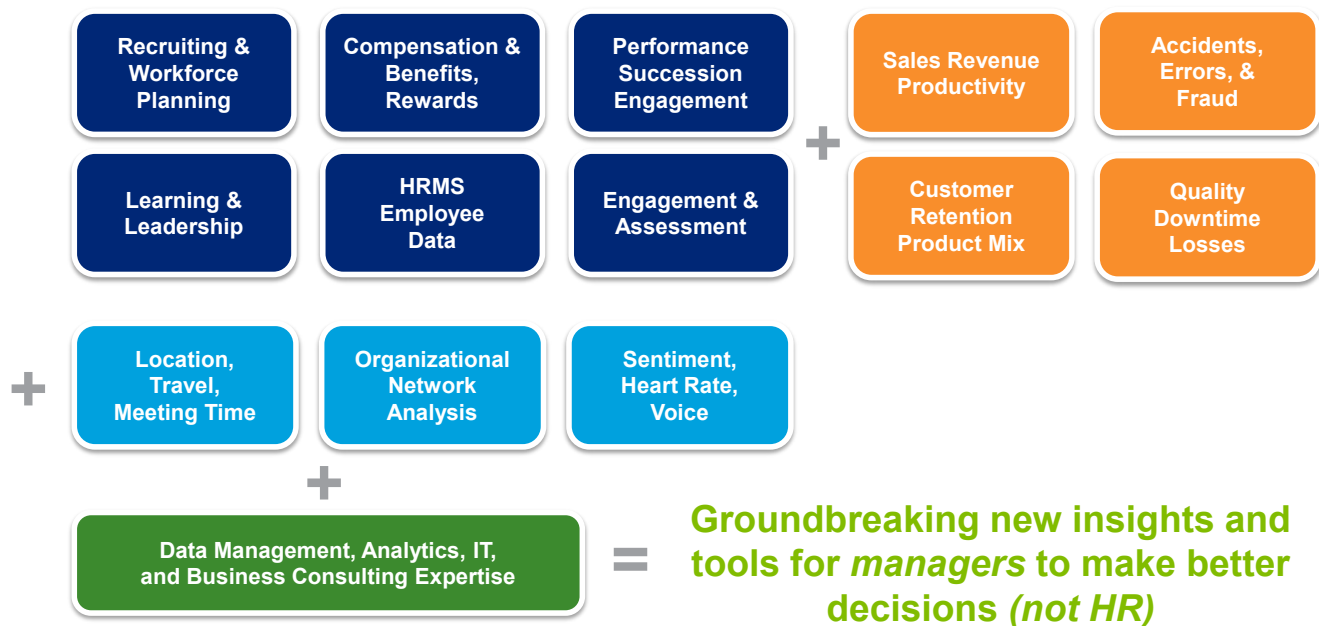 Recruiting &
Workforce
Planning
Compensation &
Benefits,
Rewards
Performance
Succession
Engagement
Sales Revenue
Productivity
Accidents,
Errors, &
Fraud
+
Learning &
Leadership
HRMS
Employee
Data
Engagement &
Assessment
Customer
Retention
Product Mix
Quality
Downtime
Losses
+
Location,
Travel,
Meeting Time
Organizational
Network
Analysis
Sentiment,
Heart Rate,
Voice
+
Data Management, Analytics, IT,
and Business Consulting Expertise
=
Groundbreaking new insights and
tools for managers to make better
decisions (not HR)